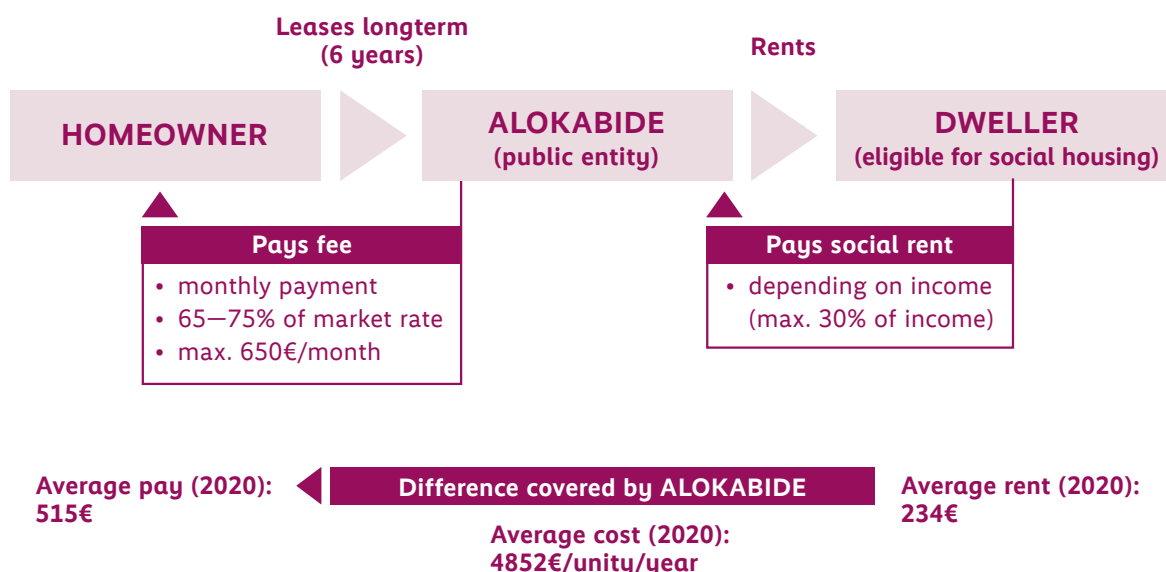 Leases longterm
(6 years)
Rents
HOMEOWNER
ALOKABIDE
(public entity)
DWELLER
(eligible for social housing)
Pays fee
• monthly payment
• 65—75% of market rate
• max. 650€/month
Pays social rent
• depending on income
(max. 30% of income)
Average pay (2020):
515€
Difference covered by ALOKABIDE
Average cost (2020):
4852€/unity/year
Average rent (2020):
234€